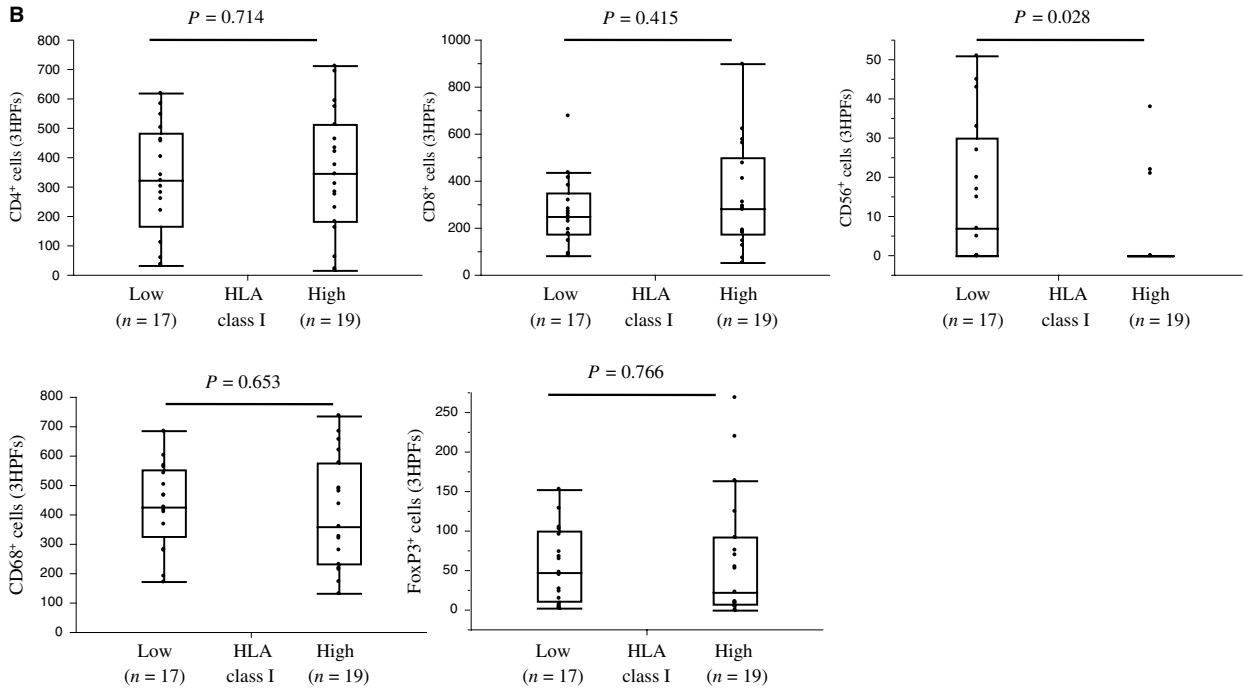 B
P = 0.714
CD4+ cells (3HPFs)
800
700
600
500
400
300
200
100
0
Low
HLA
High
(n = 17)
class I
(n = 19)
P = 0.415
CD8+ cells (3HPFs)
1000
800
600
400
200
0
Low
HLA
High
(n = 17)
class I
(n = 19)
P = 0.028
CD56+ cells (3HPFs)
50
40
30
20
10
0
Low
HLA
High
(n = 17)
class I
(n = 19)
P = 0.653
CD68+ cells (3HPFs)
800
700
600
500
400
300
200
100
0
Low
HLA
High
(n = 17)
class I
(n = 19)
P = 0.766
FoxP3+ cells (3HPFs)
250
200
150
100
50
0
Low
HLA
High
(n = 17)
class I
(n = 19)